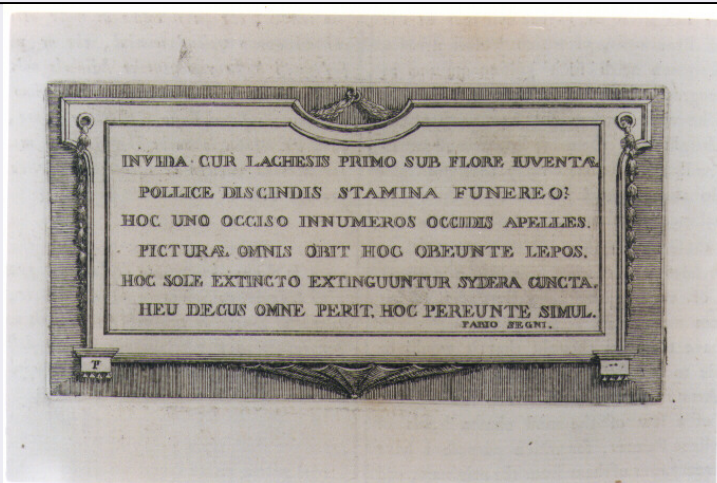 INVIDA CUR LACHESIS PRIMO SUB FLORE IUVENTÆ
POLLICE DISCINDIS STAMINA FUNEREO?
HOC UNO OCCISO INNUMEROS OCCIDIS APELLES.
PICTURÆ OMNIS OBIT HOC OBEUNTE LEPOS.
HOC SOLE EXTINCTO EXTINGUUNTUR SYDERA CUNCTA.
HEU DECUS OMNE PERIT, HOC PEREUNTE SIMUL.
FABIO SEGNI.